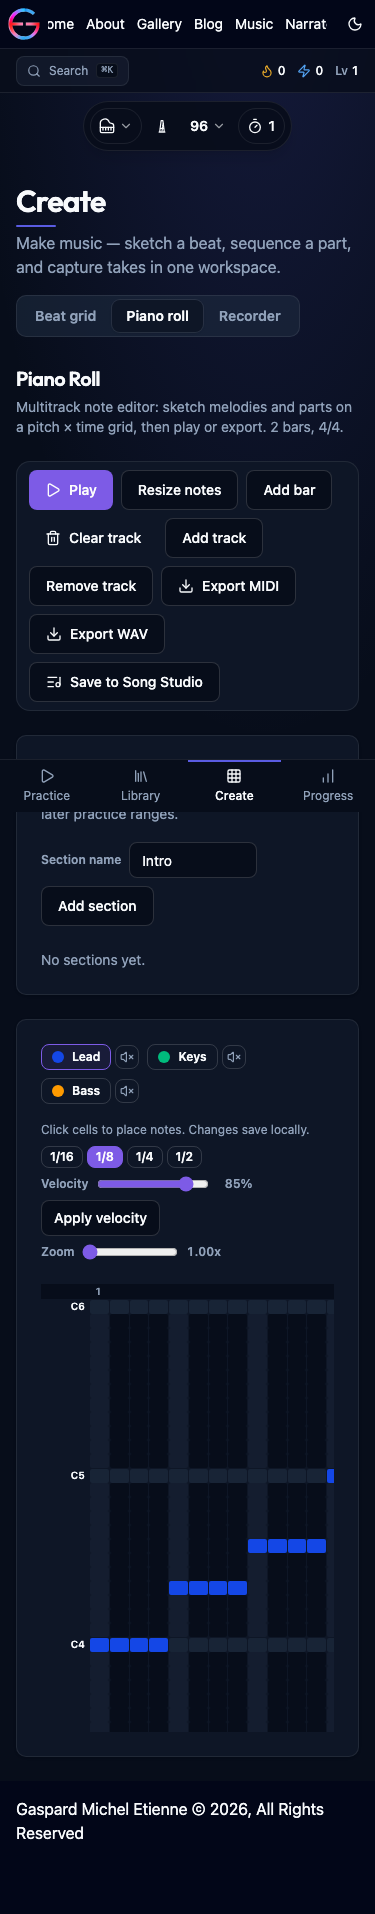 ome About Gallery Blog Music Narrat
Search ⌘K 0 0 Lv 1
96 1
Create
Make music — sketch a beat, sequence a part,
and capture takes in one workspace.
Beat grid Piano roll Recorder
Piano Roll
Multitrack note editor: sketch melodies and parts on
a pitch × time grid, then play or export. 2 bars, 4/4.
Play Resize notes Add bar
Clear track Add track
Remove track Export MIDI
Export WAV
Save to Song Studio
Practice Library Create Progress
later practice ranges.
Section name Intro
Add section
No sections yet.
Lead Keys
Bass
Click cells to place notes. Changes save locally.
1/16 1/8 1/4 1/2
Velocity 85%
Apply velocity
Zoom 1.00x
1
C6
C5
C4
Gaspard Michel Etienne © 2026, All Rights
Reserved